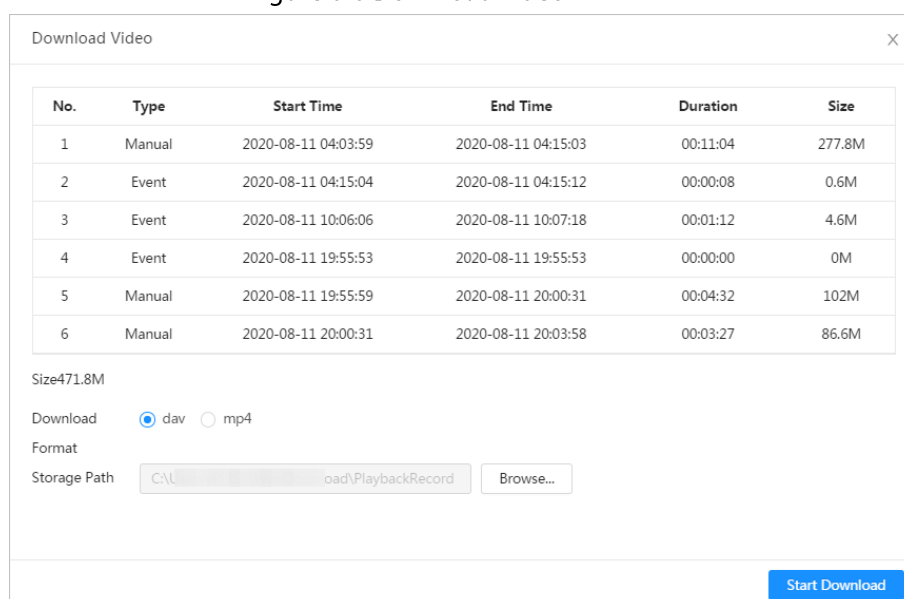 Download Video X
No. Type Start Time End Time Duration Size
1 Manual 2020-08-11 04:03:59 2020-08-11 04:15:03 00:11:04 277.8M
2 Event 2020-08-11 04:15:04 2020-08-11 04:15:12 00:00:08 0.6M
3 Event 2020-08-11 10:06:06 2020-08-11 10:07:18 00:01:12 4.6M
4 Event 2020-08-11 19:55:53 2020-08-11 19:55:53 00:00:00 0M
5 Manual 2020-08-11 19:55:59 2020-08-11 20:00:31 00:04:32 102M
6 Manual 2020-08-11 20:00:31 2020-08-11 20:03:58 00:03:27 86.6M
Size471.8M
Download dav mp4
Format
Storage Path C:\U oad\PlaybackRecord Browse...
Start Download